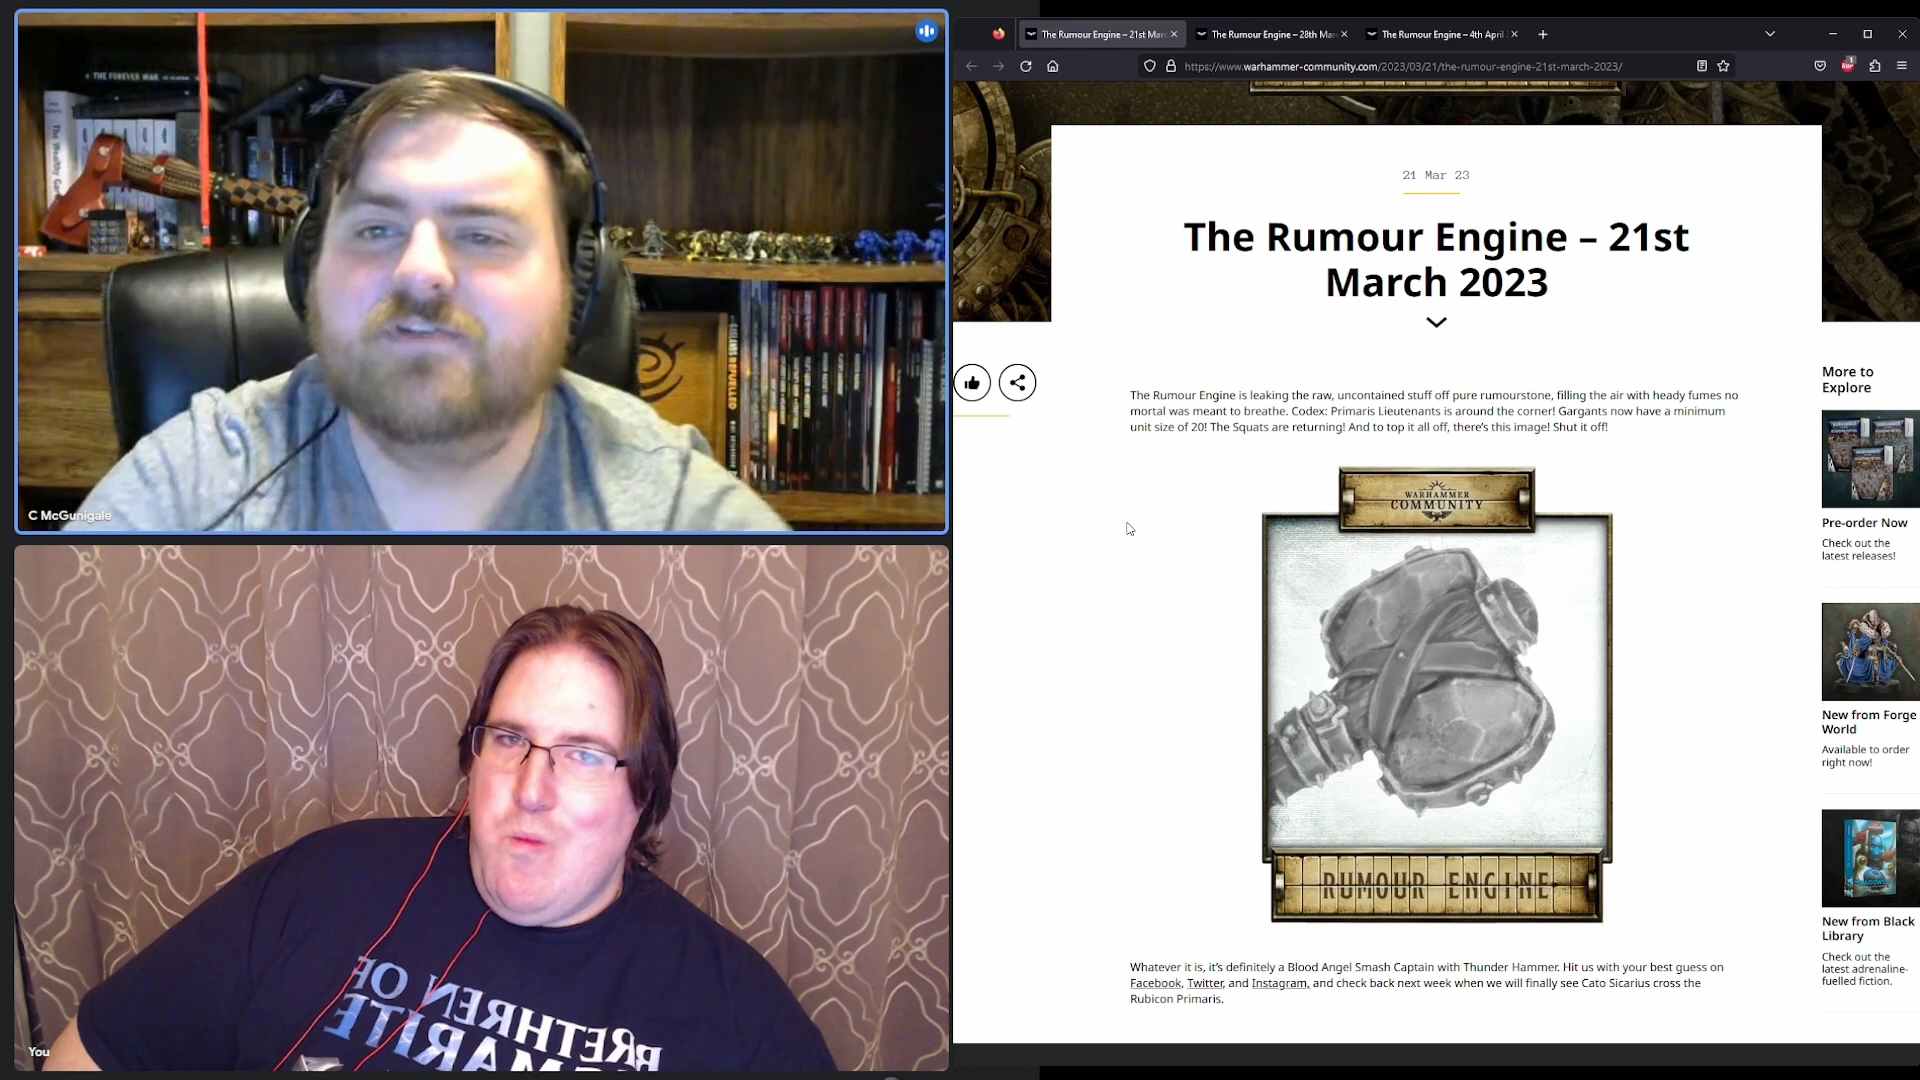 THE FOREVER WAR
C McGunigale
BRETHREN OF
You
The Rumour Engine – 21st Mar
The Rumour Engine – 28th Mar
The Rumour Engine – 4th April
https://www.warhammer-community.com/2023/03/21/the-rumour-engine-21st-march-2023/
21 Mar 23
The Rumour Engine – 21st
March 2023
The Rumour Engine is leaking the raw, uncontained stuff off pure rumourstone, filling the air with heady fumes no
mortal was meant to breathe. Codex: Primaris Lieutenants is around the corner! Gargants now have a minimum
unit size of 20! The Squats are returning! And to top it all off, there's this image! Shut it off!
WARHAMMER
COMMUNITY
RUMOUR ENGINE
Whatever it is, it's definitely a Blood Angel Smash Captain with Thunder Hammer. Hit us with your best guess on
Facebook, Twitter, and Instagram, and check back next week when we will finally see Cato Sicarius cross the
Rubicon Primaris.
More to
Explore
Pre-order Now
Check out the
latest releases!
New from Forge
World
Available to order
right now!
New from Black
Library
Check out the
latest adrenaline-
fuelled fiction.